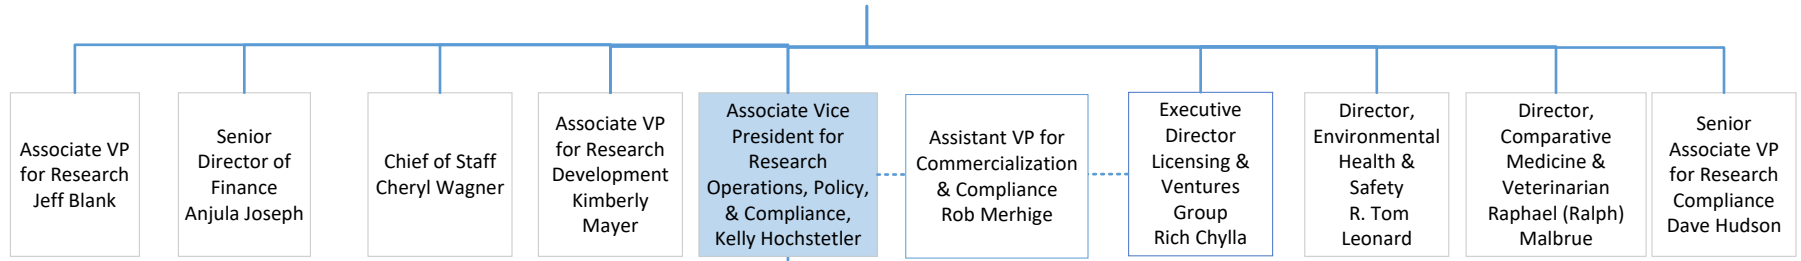 Associate VP
for Research
Jeff Blank
Senior
Director of
Finance
Anjula Joseph
Chief of Staff
Cheryl Wagner
Associate VP
for Research
Development
Kimberly
Mayer
Associate Vice
President for
Research
Operations, Policy,
& Compliance,
Kelly Hochstetler
Assistant VP for
Commercialization
& Compliance
Rob Merhige
Executive
Director
Licensing &
Ventures
Group
Rich Chylla
Director,
Environmental
Health &
Safety
R. Tom
Leonard
Director,
Comparative
Medicine &
Veterinarian
Raphael (Ralph)
Malbrue
Senior
Associate VP
for Research
Compliance
Dave Hudson